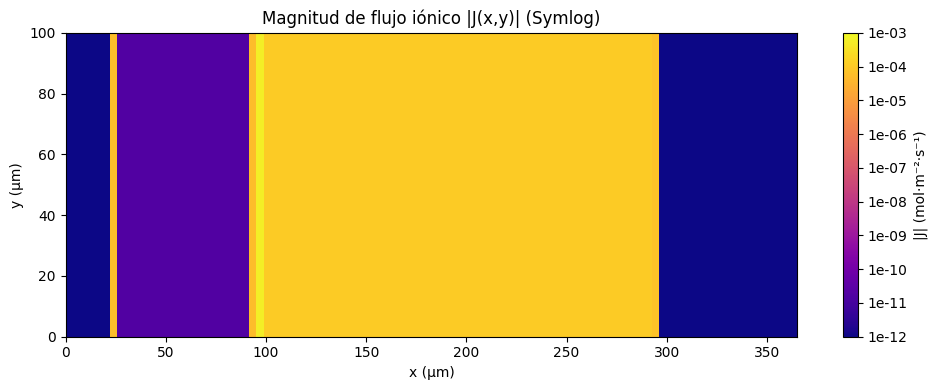 Magnitud de flujo iónico |J(x,y)| (Symlog)
100
80
60
40
20
0
y (μm)
0 50 100 150 200 250 300 350
x (μm)
1e-03
1e-04
1e-05
1e-06
1e-07
1e-08
1e-09
1e-10
1e-11
1e-12
|J| (mol·m⁻²·s⁻¹)